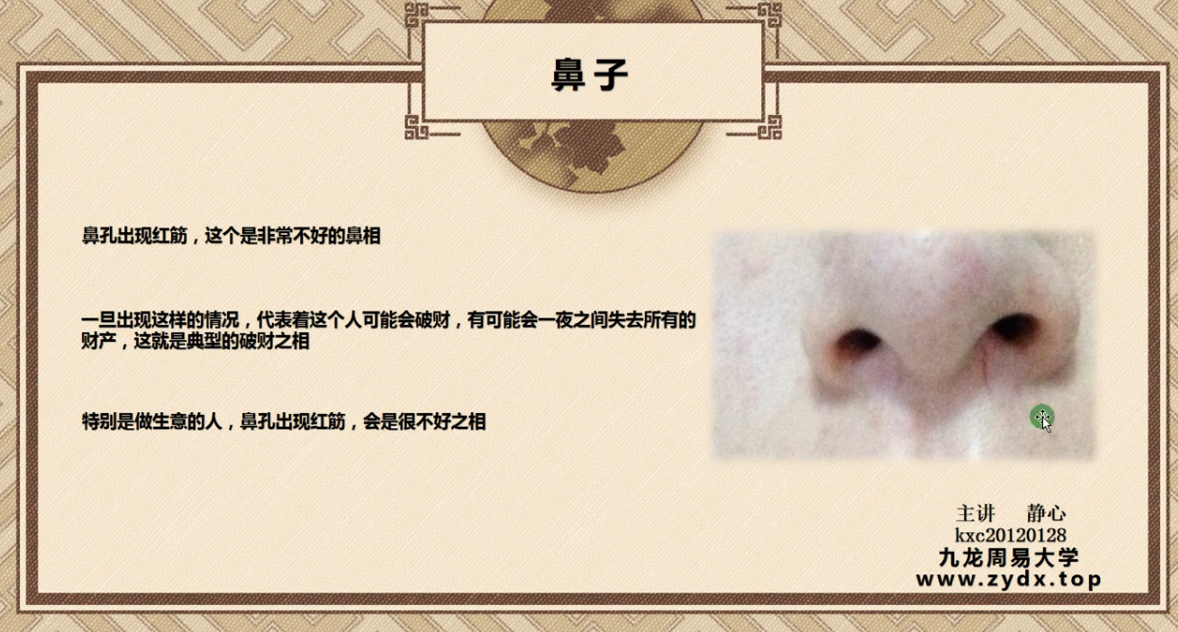 鼻子
鼻孔出现红筋，这个是非常不好的鼻相
一旦出现这样的情况，代表着这个人可能会破财，有可能会一夜之间失去所有的
财产，这就是典型的破财之相
特别是做生意的人，鼻孔出现红筋，会是很不好之相
主讲 静心
kxc20120128
九龙周易大学
www.zydx.top